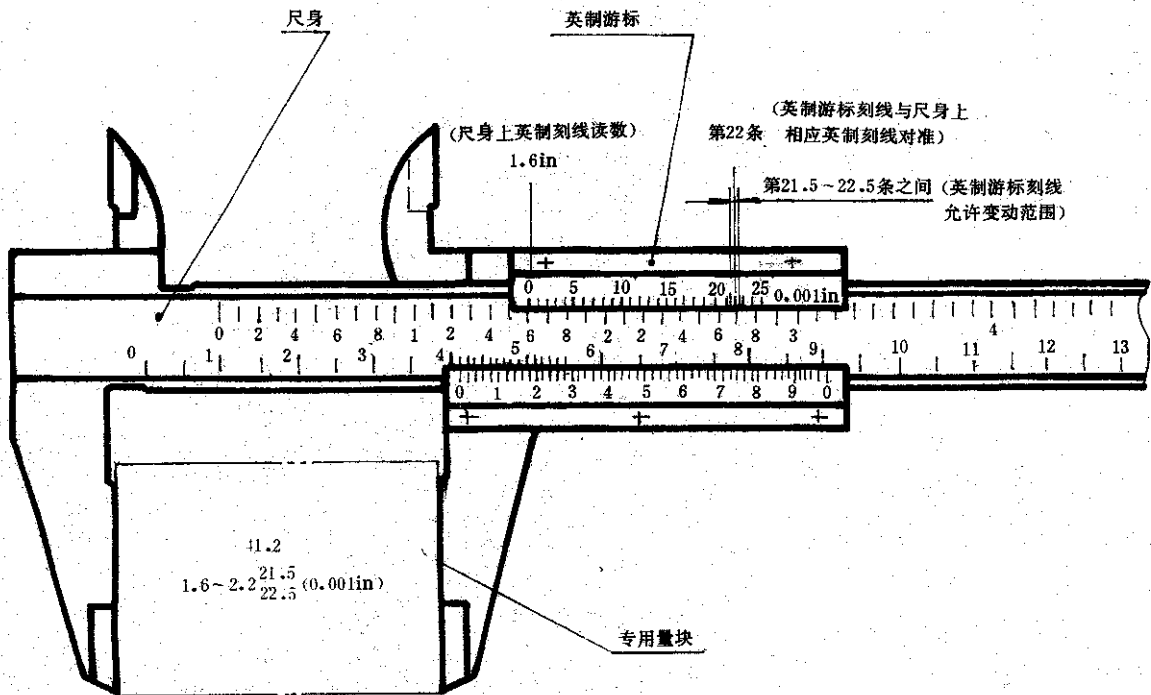 尺身
英制游标
(尺身上英制刻线读数)
1.6in
第22条
(英制游标刻线与尺身上
相应英制刻线对准)
第21.5~22.5条之间 (英制游标刻线
允许变动范围)
0 5 10 15 20 25 0.001in
0 2 4 6 8 1 2 4 6 8 2 2 4 6 8 3 4
0 1 2 3 4 5 6 7 8 9 10 11 12 13
0 1 2 3 4 5 6 7 8 9 0
41.2
1.6~2.2 21.5 (0.001in)
22.5
专用量块